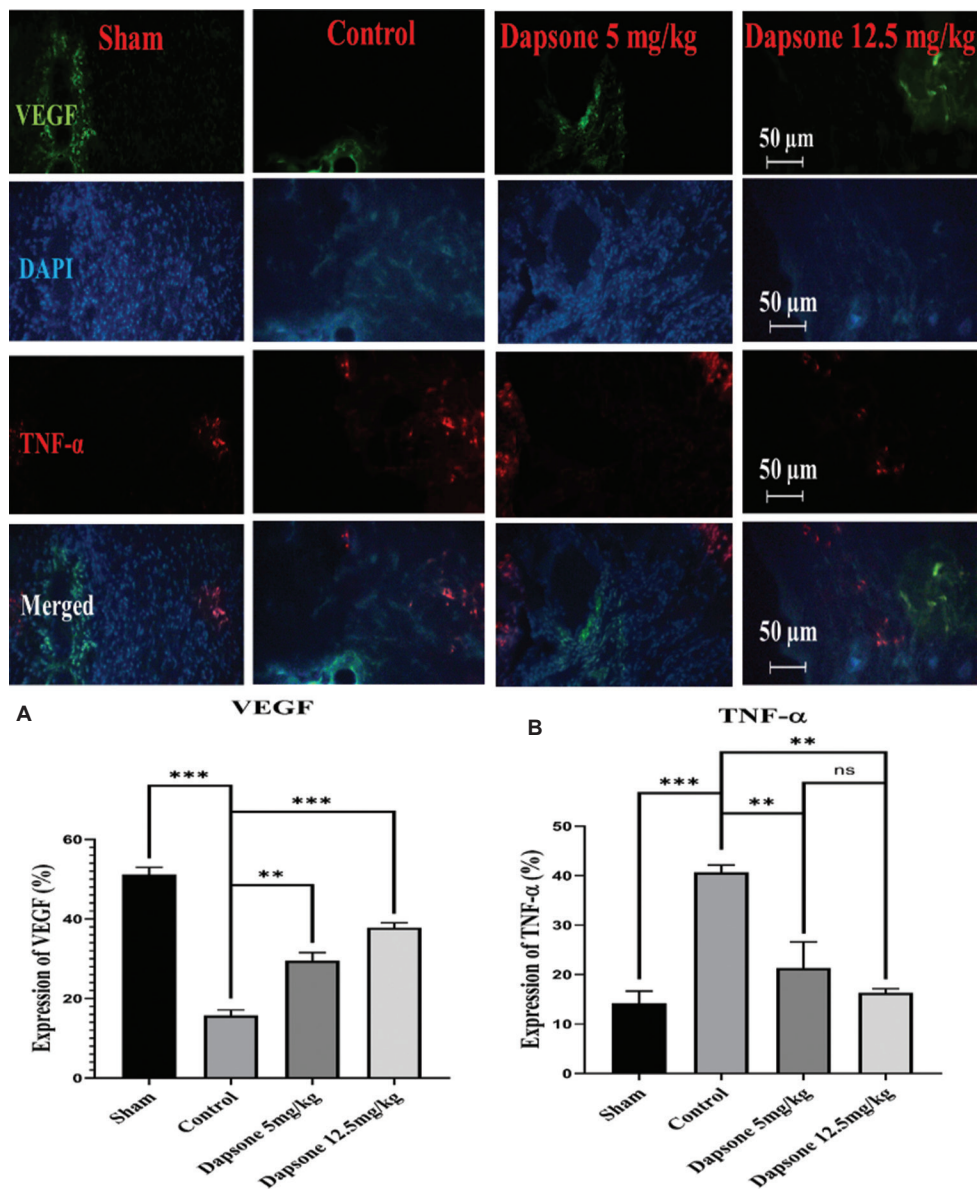 Sham
Control
Dapsone 5 mg/kg
Dapsone 12.5 mg/kg
VEGF
50 µm
DAPI
50 µm
TNF-α
50 µm
Merged
50 µm
A
VEGF
***
***
**
Expression of VEGF (%)
60
40
20
0
Sham
Control
Dapsone 5mg/kg
Dapsone 12.5mg/kg
B
TNF-α
**
ns
***
**
Expression of TNF-α (%)
50
40
30
20
10
0
Sham
Control
Dapsone 5mg/kg
Dapsone 12.5mg/kg